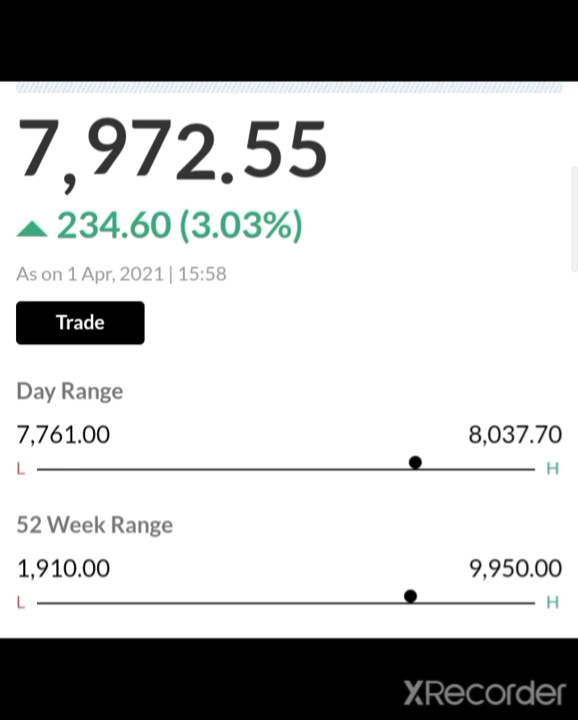 7,972.55
▲ 234.60 (3.03%)
As on 1 Apr, 2021 | 15:58
Trade
Day Range
7,761.00 8,037.70
L H
52 Week Range
1,910.00 9,950.00
L H
XRecorder